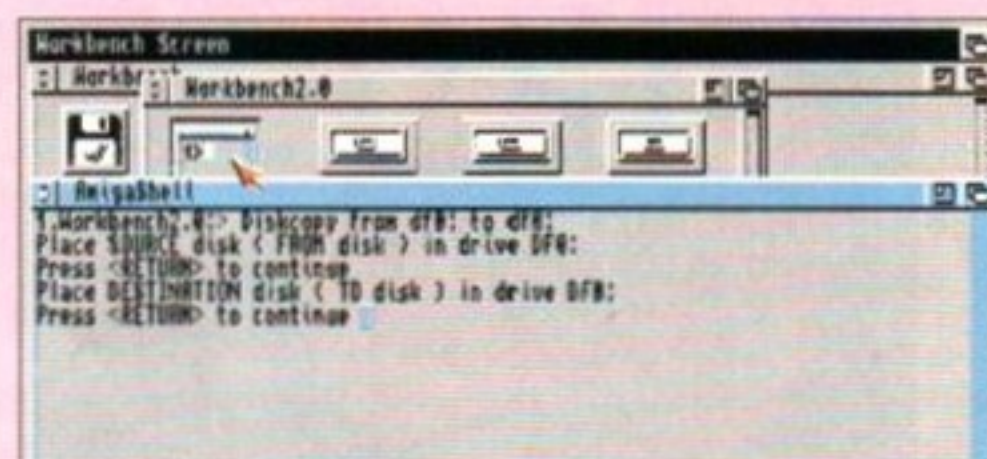 Workbench Screen
Workbench
Workbench2.0
AmigaShell
1.Workbench2.0:> Diskcopy from df0: to df0:
Place SOURCE disk ( FROM disk ) in drive DF0:
Press <RETURN> to continue
Place DESTINATION disk ( TO disk ) in drive DF0:
Press <RETURN> to continue